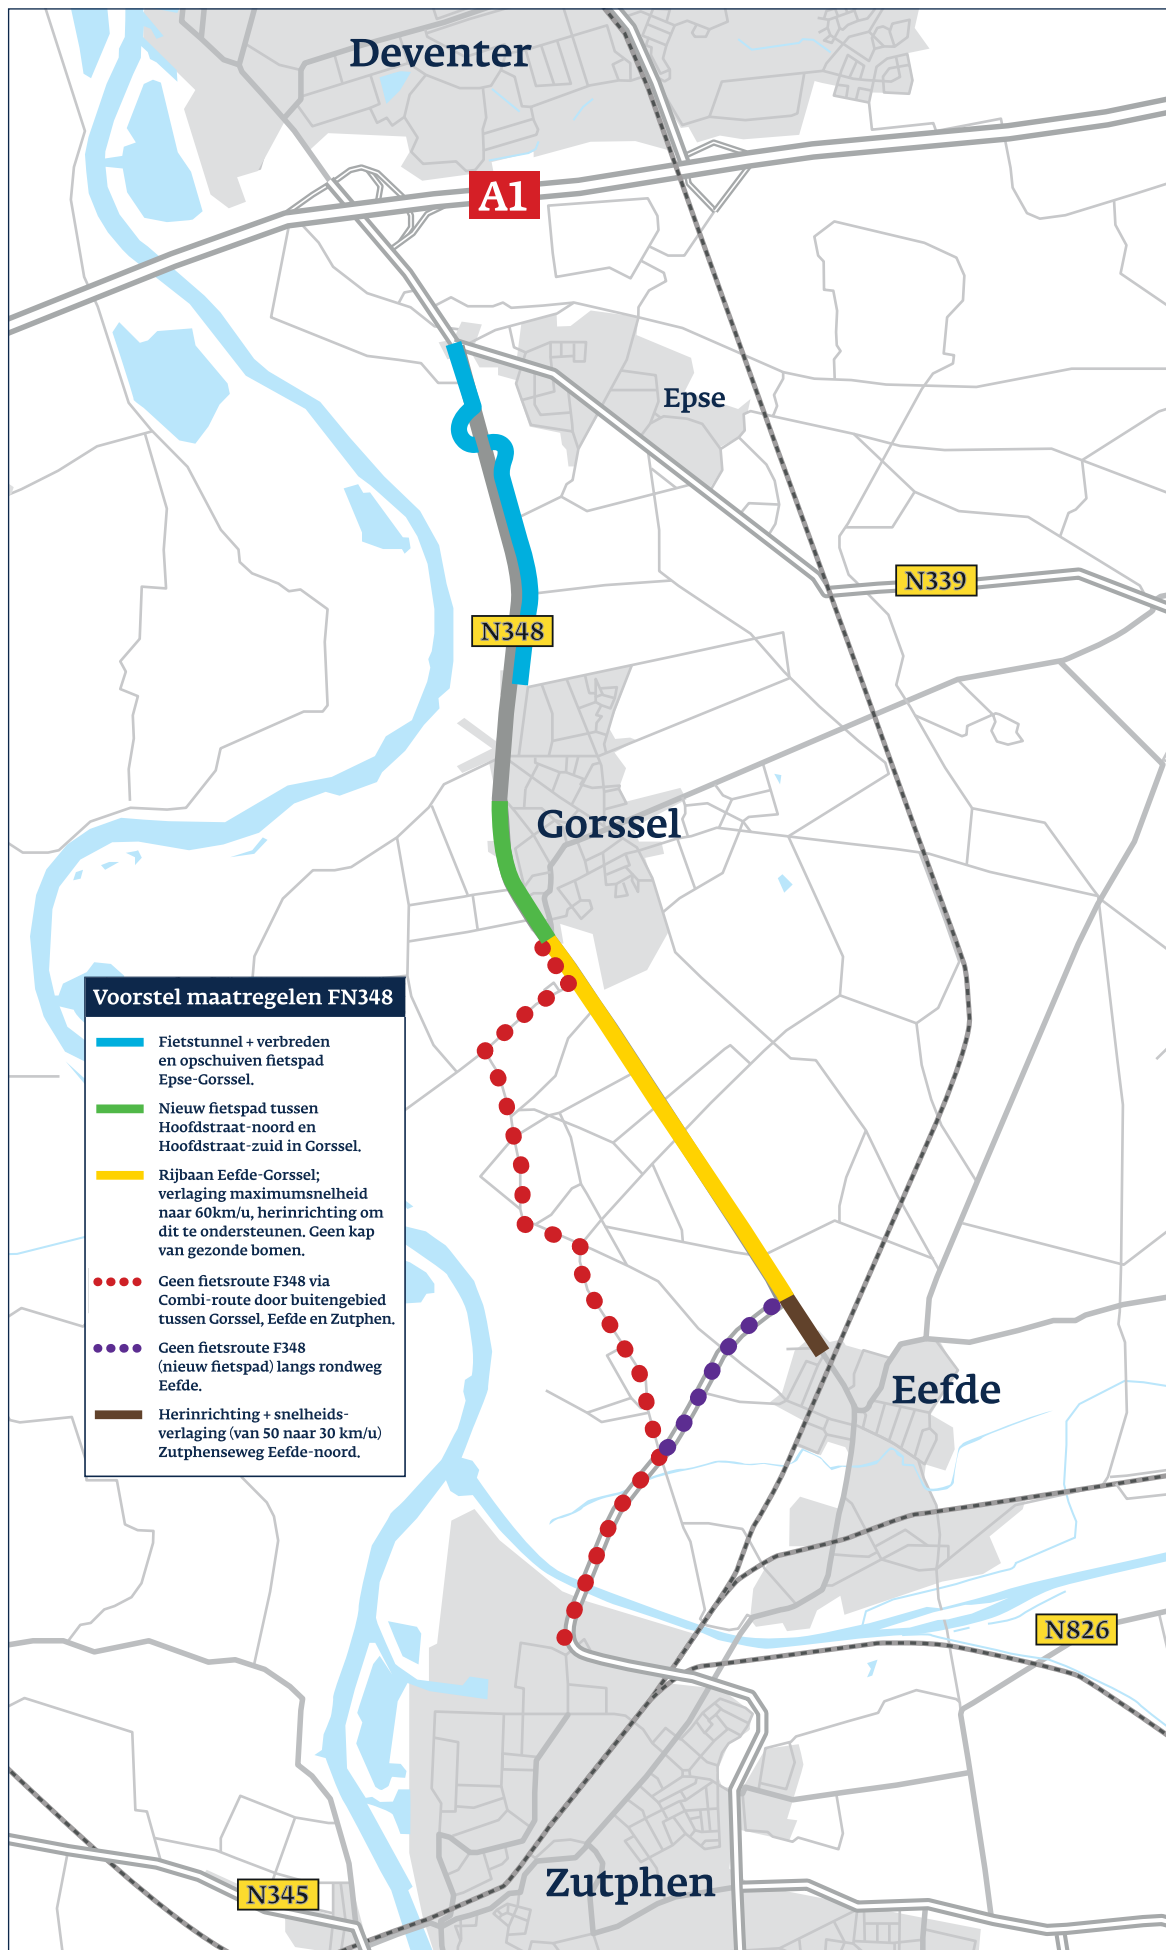 Deventer
A1
Epse
N339
N348
Gorssel
Voorstel maatregelen FN348
Fietstunnel + verbreden
en opschuiven fietspad
Epse-Gorssel.
Nieuw fietspad tussen
Hoofdstraat-noord en
Hoofdstraat-zuid in Gorssel.
Rijbaan Eefde-Gorssel;
verlaging maximumsnelheid
naar 60km/u, herinrichting om
dit te ondersteunen. Geen kap
van gezonde bomen.
Geen fietsroute F348 via
Combi-route door buitengebied
tussen Gorssel, Eefde en Zutphen.
Geen fietsroute F348
(nieuw fietspad) langs rondweg
Eefde.
Herinrichting + snelheids-
verlaging (van 50 naar 30 km/u)
Zutphenseweg Eefde-noord.
Eefde
N826
Zutphen
N345